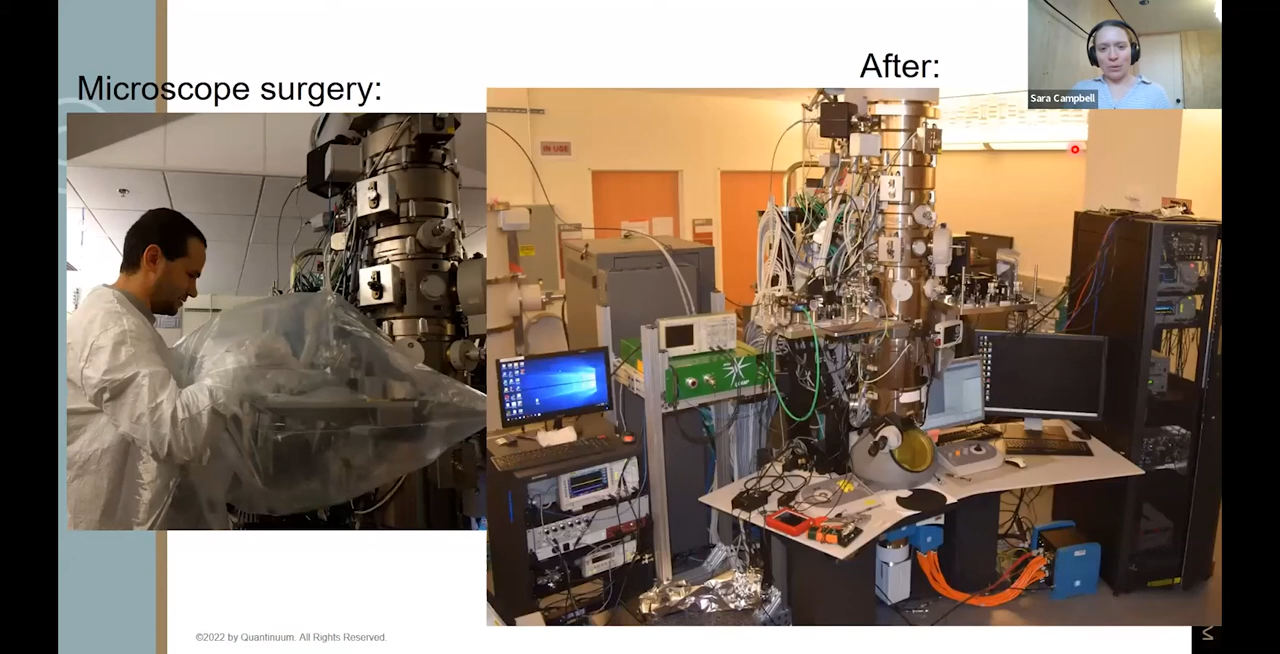 Microscope surgery:
After:
Sara Campbell
IN USE
©2022 by Quantinuum. All Rights Reserved.